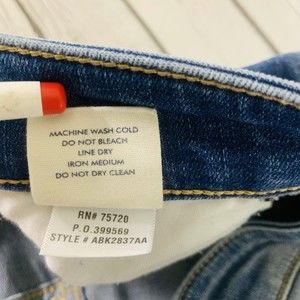 MACHINE WASH COLD
DO NOT BLEACH
LINE DRY
IRON MEDIUM
DO NOT DRY CLEAN
RN# 75720
P.O.399569
STYLE # ABK2837AA